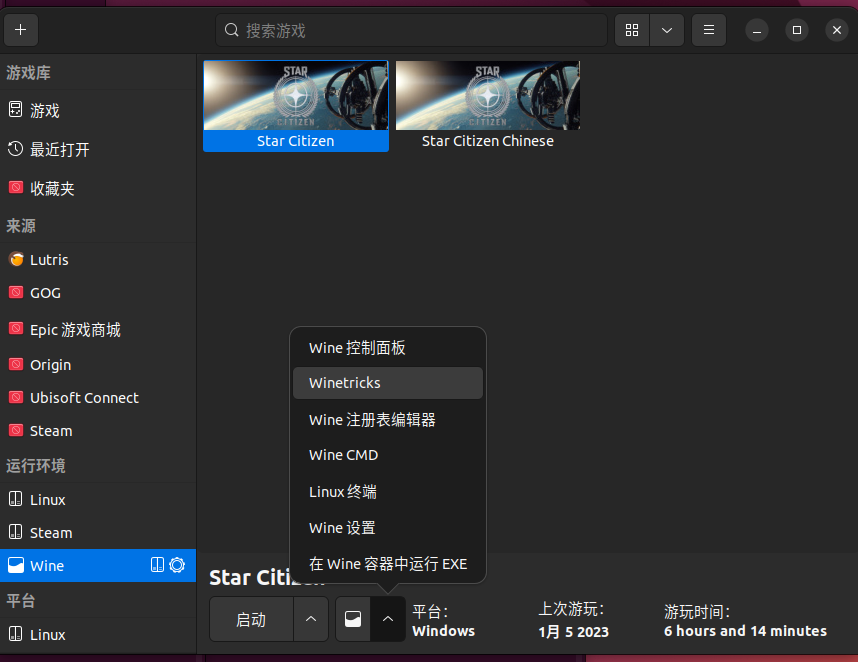 搜索游戏
游戏库
游戏
最近打开
收藏夹
来源
Lutris
GOG
Epic 游戏商城
Origin
Ubisoft Connect
Steam
运行环境
Linux
Steam
Wine
平台
Linux
STAR
CITIZEN
Star Citizen
STAR
CITIZEN
Star Citizen Chinese
Wine 控制面板
Winetricks
Wine 注册表编辑器
Wine CMD
Linux 终端
Wine 设置
在 Wine 容器中运行 EXE
Star Citizen
启动
平台：
Windows
上次游玩：
1月 5 2023
游玩时间：
6 hours and 14 minutes